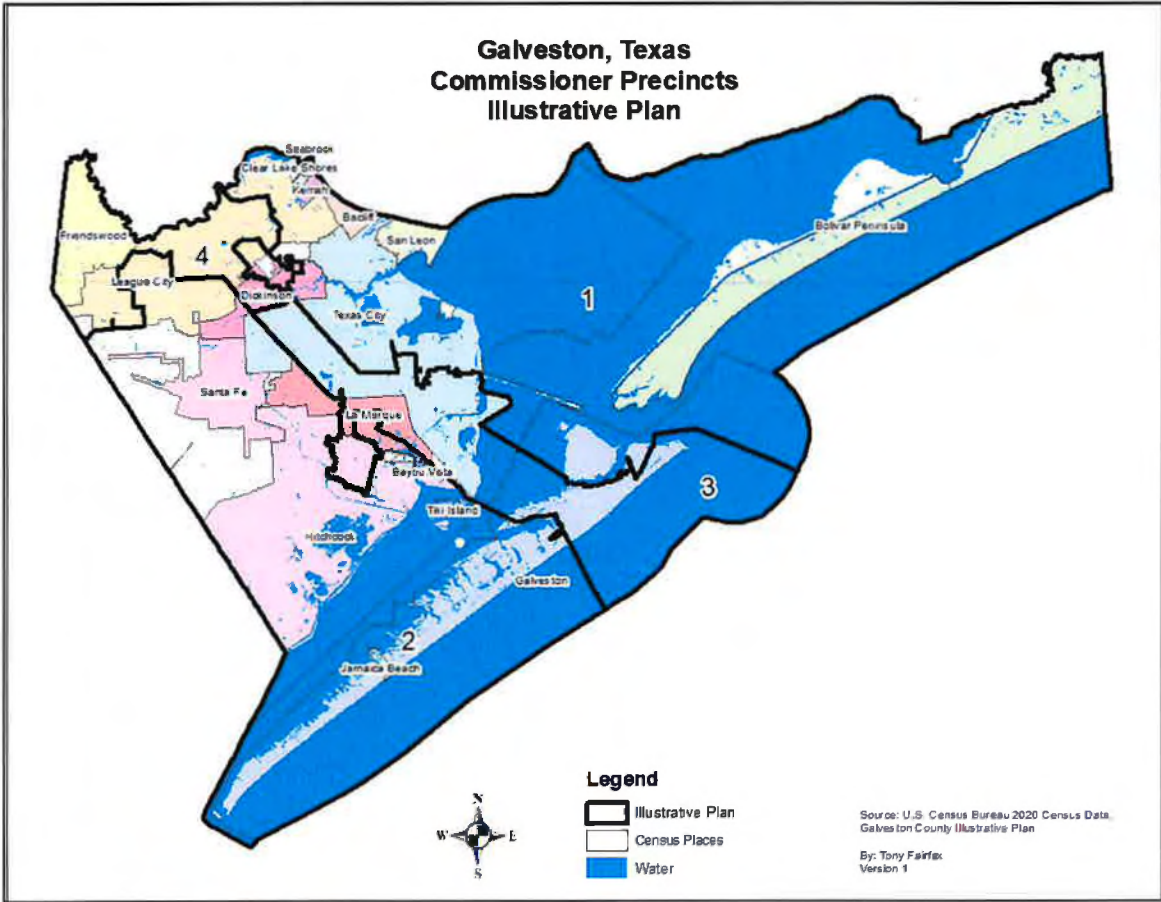 Galveston, Texas
Commissioner Precincts
Illustrative Plan
Seabrook
Clear Lake Shores
Kemah
Bacliff
Friendswood
4
San Leon
Bolivar Peninsula
League City
Dickinson
1
Texas City
Santa Fe
La Marque
Bayou Vista
3
Tiki Island
Hitchcock
Galveston
2
Jamaica Beach
Legend
Illustrative Plan
Census Places
Water
N
W E
S
Source: U.S. Census Bureau 2020 Census Data
Galveston County Illustrative Plan
By: Tony Fairfax
Version 1